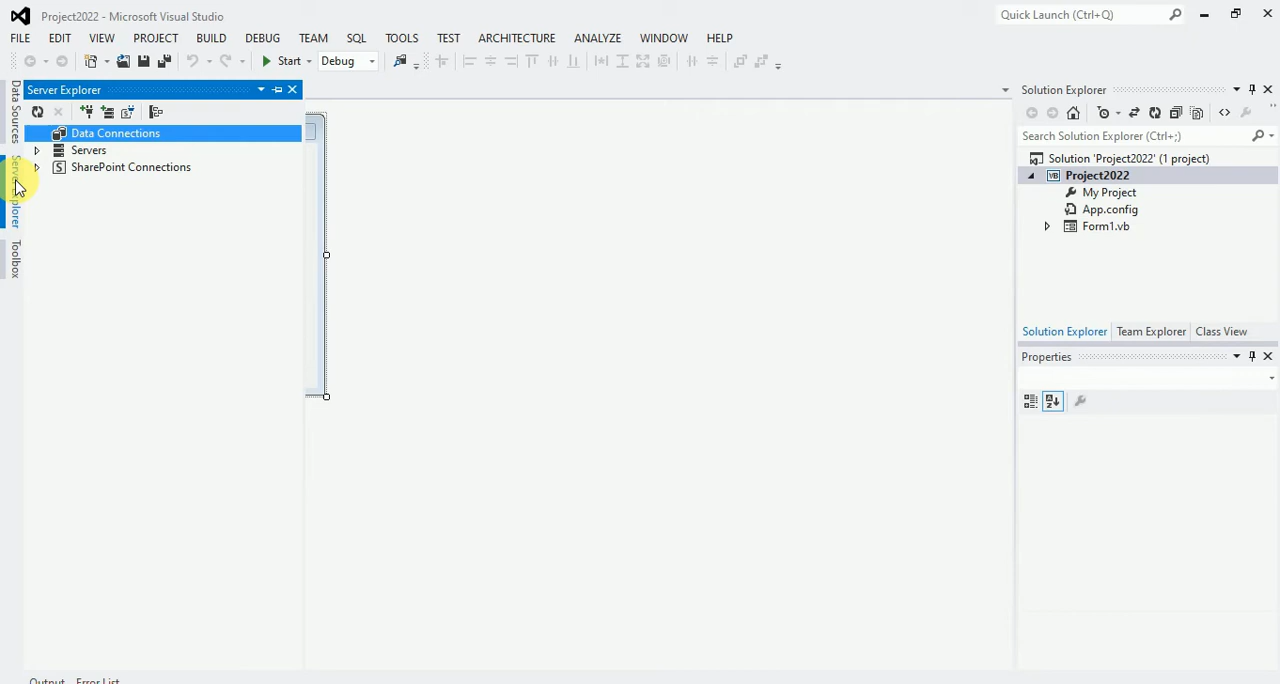 Project2022 - Microsoft Visual Studio
Quick Launch (Ctrl+Q)
FILE EDIT VIEW PROJECT BUILD DEBUG TEAM SQL TOOLS TEST ARCHITECTURE ANALYZE WINDOW HELP
Start Debug
Data Sources
Server Explorer
Toolbox
Server Explorer
Data Connections
Servers
SharePoint Connections
Solution Explorer
Search Solution Explorer (Ctrl+;)
Solution 'Project2022' (1 project)
Project2022
My Project
App.config
Form1.vb
Solution Explorer Team Explorer Class View
Properties
Output Error List